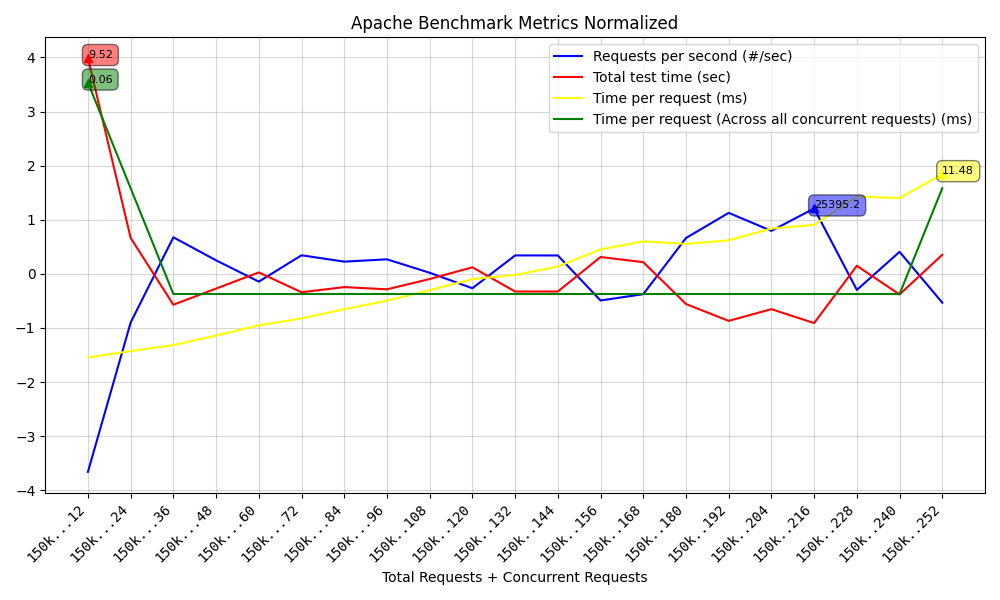 Apache Benchmark Metrics Normalized
Requests per second (#/sec)
Total test time (sec)
Time per request (ms)
Time per request (Across all concurrent requests) (ms)
9.52
0.06
11.48
25395.2
4
3
2
1
0
−1
−2
−3
−4
150k...12
150k...24
150k...36
150k...48
150k...60
150k...72
150k...84
150k...96
150k..108
150k..120
150k..132
150k..144
150k..156
150k..168
150k..180
150k..192
150k..204
150k..216
150k..228
150k..240
150k..252
Total Requests + Concurrent Requests